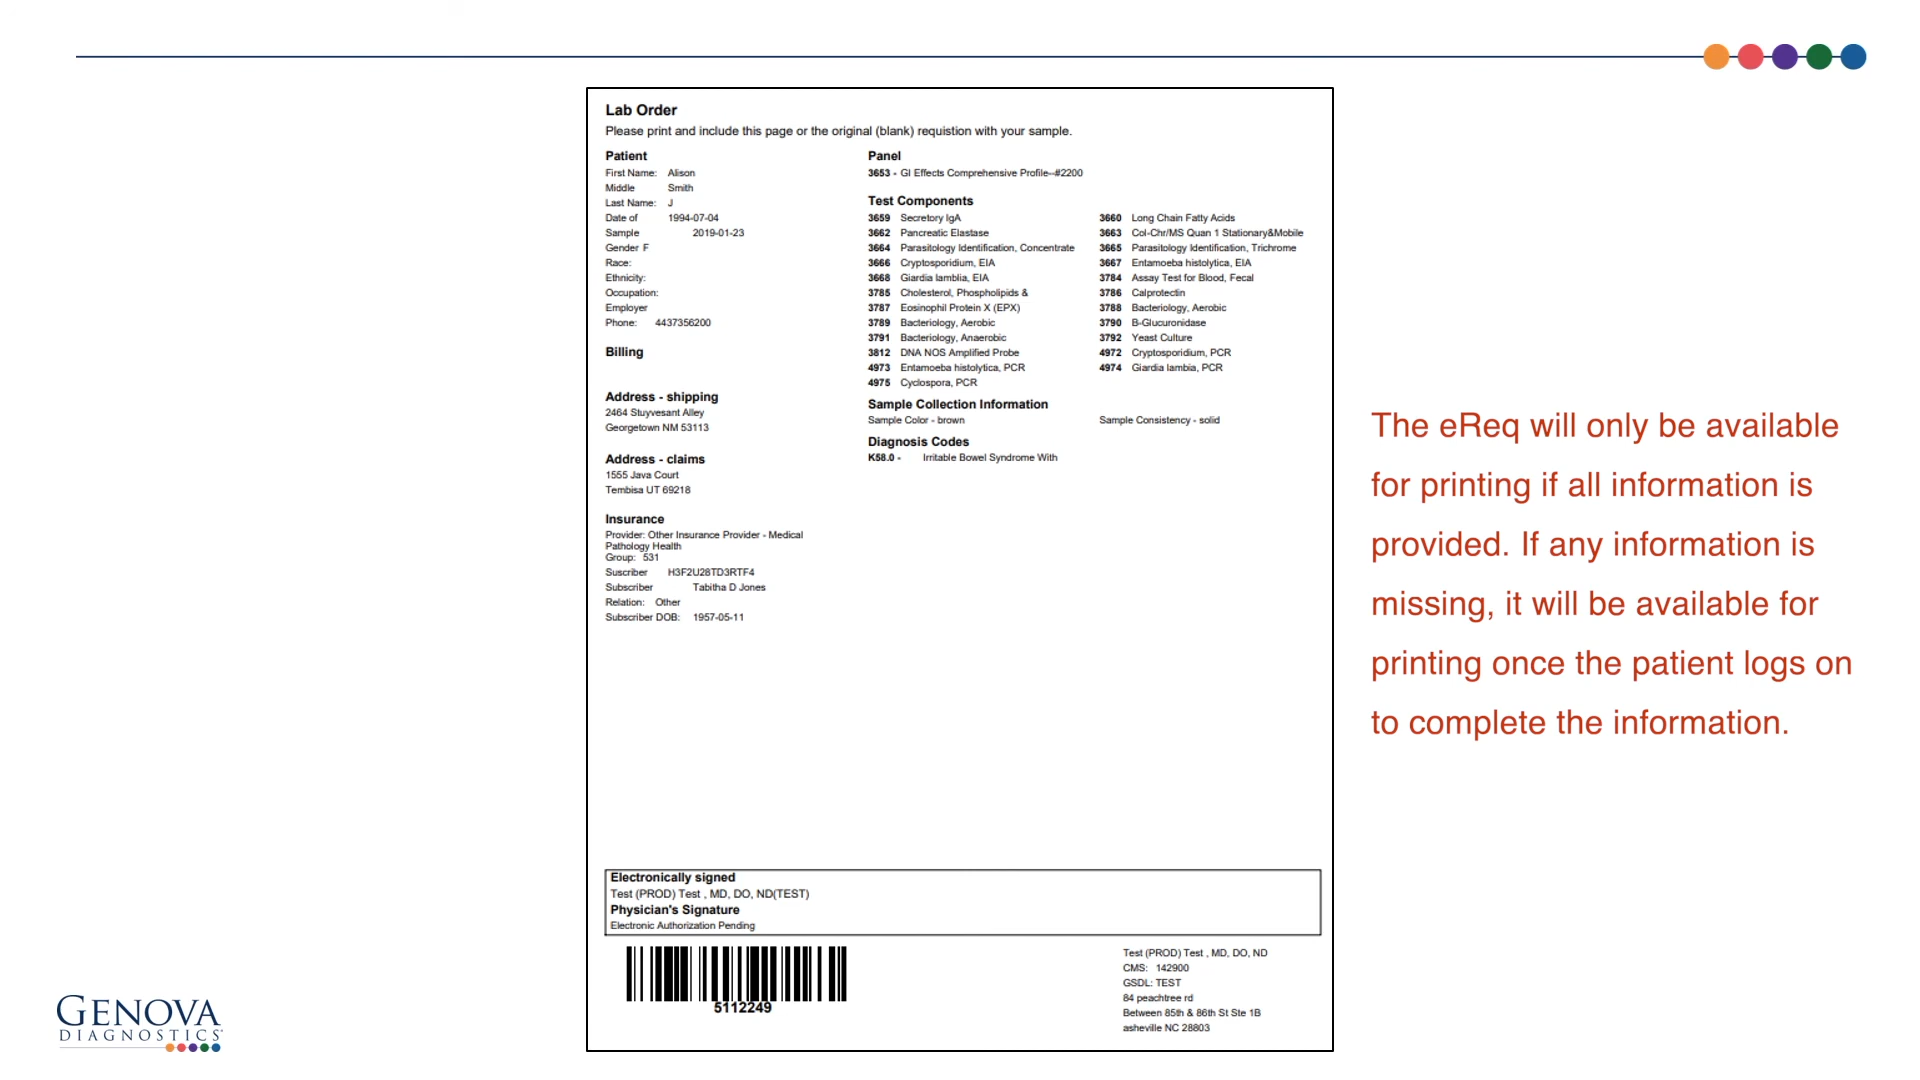 Lab Order
Please print and include this page or the original (blank) requistion with your sample.
Patient
First Name: Alison
Middle Smith
Last Name: J
Date of 1994-07-04
Sample 2019-01-23
Gender F
Race:
Ethnicity:
Occupation:
Employer
Phone: 4437356200
Billing
Address - shipping
2464 Stuyvesant Alley
Georgetown NM 53113
Address - claims
1555 Java Court
Tembisa UT 69218
Insurance
Provider: Other Insurance Provider - Medical
Pathology Health
Group: 531
Suscriber H3F2U28TD3RTF4
Subscriber Tabitha D Jones
Relation: Other
Subscriber DOB: 1957-05-11
Panel
3653 - GI Effects Comprehensive Profile--#2200
Test Components
3659 Secretory IgA 3660 Long Chain Fatty Acids
3662 Pancreatic Elastase 3663 Col-Chr/MS Quan 1 Stationary&Mobile
3664 Parasitology Identification, Concentrate 3665 Parasitology Identification, Trichrome
3666 Cryptosporidium, EIA 3667 Entamoeba histolytica, EIA
3668 Giardia lamblia, EIA 3784 Assay Test for Blood, Fecal
3785 Cholesterol, Phospholipids & 3786 Calprotectin
3787 Eosinophil Protein X (EPX) 3788 Bacteriology, Aerobic
3789 Bacteriology, Aerobic 3790 B-Glucuronidase
3791 Bacteriology, Anaerobic 3792 Yeast Culture
3812 DNA NOS Amplified Probe 4972 Cryptosporidium, PCR
4973 Entamoeba histolytica, PCR 4974 Giardia lambia, PCR
4975 Cyclospora, PCR
Sample Collection Information
Sample Color - brown Sample Consistency - solid
Diagnosis Codes
K58.0 - Irritable Bowel Syndrome With
Electronically signed
Test (PROD) Test , MD, DO, ND(TEST)
Physician's Signature
Electronic Authorization Pending
5112249
Test (PROD) Test , MD, DO, ND
CMS: 142900
GSDL: TEST
84 peachtree rd
Between 85th & 86th St Ste 1B
asheville NC 28803
The eReq will only be available
for printing if all information is
provided. If any information is
missing, it will be available for
printing once the patient logs on
to complete the information.
GENOVA
DIAGNOSTICS